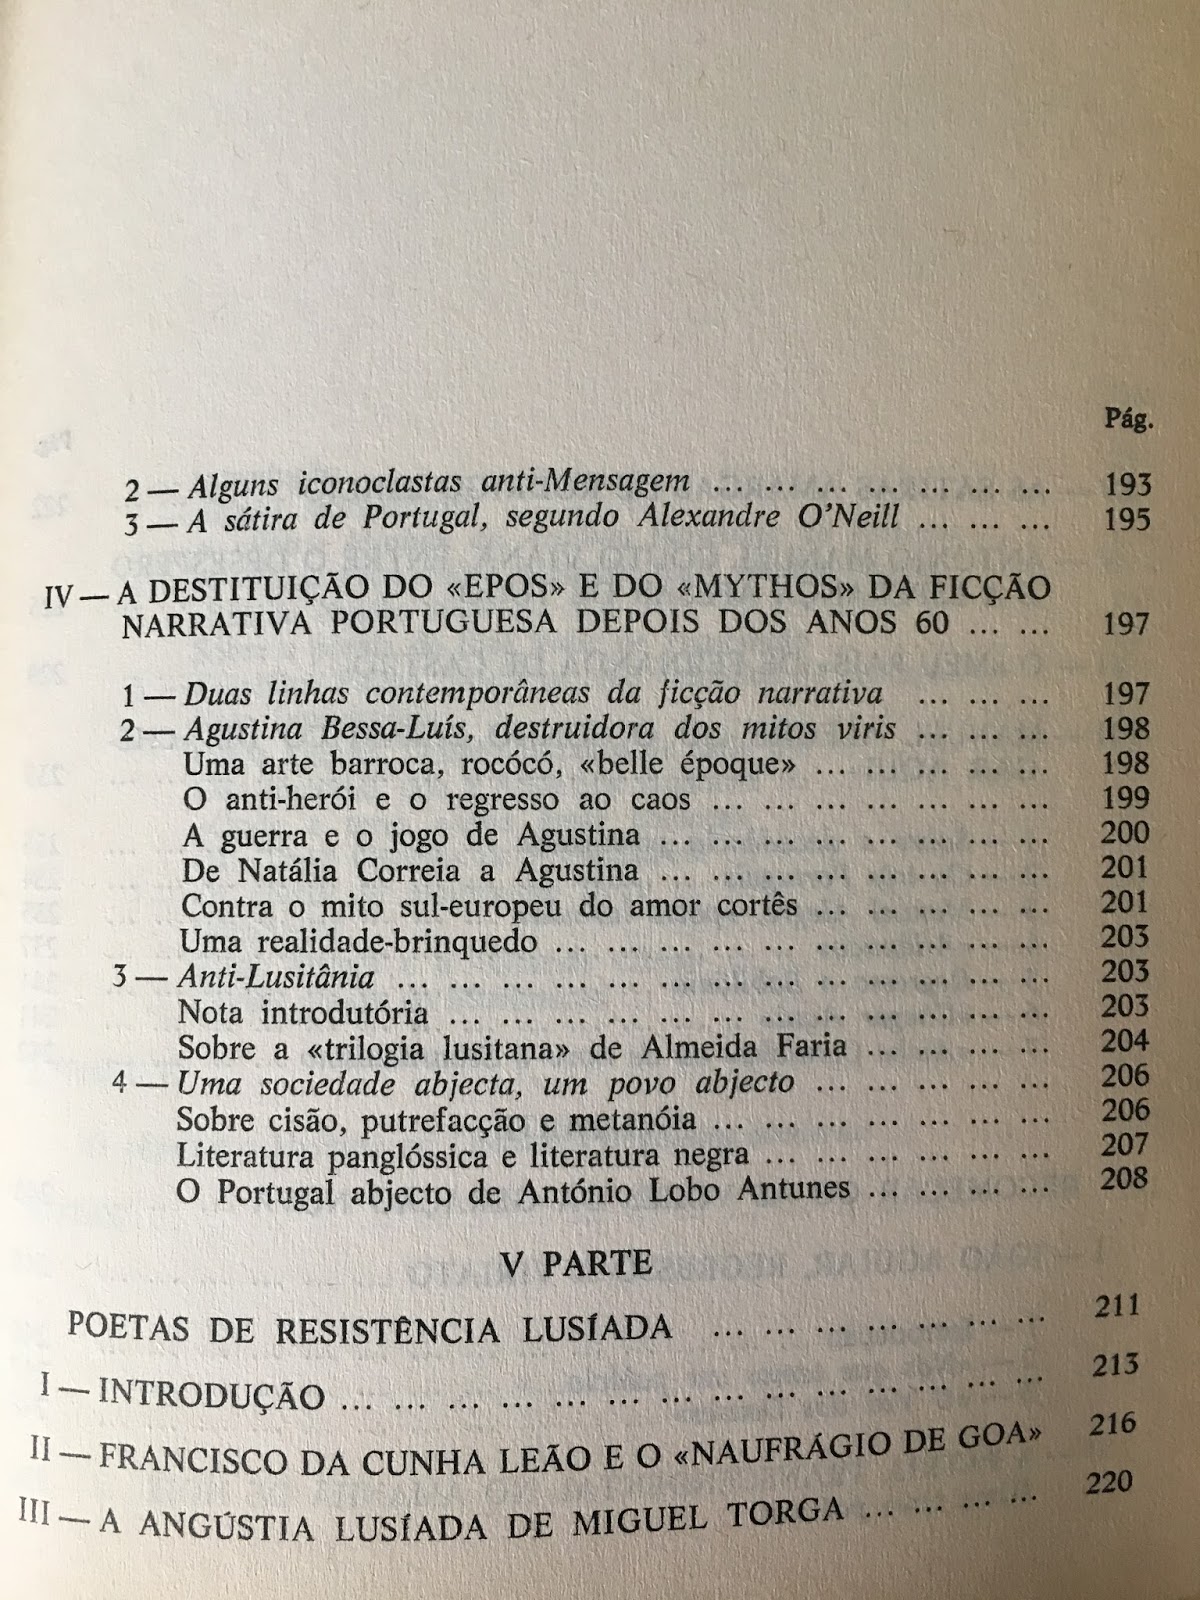 Pág.
2 — Alguns iconoclastas anti-Mensagem ... ... ... ... ... ... ... 193
3 — A sátira de Portugal, segundo Alexandre O'Neill ... ... ... 195
IV — A DESTITUIÇÃO DO «EPOS» E DO «MYTHOS» DA FICÇÃO
NARRATIVA PORTUGUESA DEPOIS DOS ANOS 60 ... ... 197
1 — Duas linhas contemporâneas da ficção narrativa ... ... ... 197
2 — Agustina Bessa-Luís, destruidora dos mitos viris ... ... ... 198
Uma arte barroca, rocócó, «belle époque» ... ... ... ... ... 198
O anti-herói e o regresso ao caos ... ... ... ... ... ... ... 199
A guerra e o jogo de Agustina ... ... ... ... ... ... ... ... 200
De Natália Correia a Agustina ... ... ... ... ... ... ... ... 201
Contra o mito sul-europeu do amor cortês ... ... ... ... ... 201
Uma realidade-brinquedo ... ... ... ... ... ... ... ... ... ... 203
3 — Anti-Lusitânia ... ... ... ... ... ... ... ... ... ... ... ... ... 203
Nota introdutória ... ... ... ... ... ... ... ... ... ... ... ... 203
Sobre a «trilogia lusitana» de Almeida Faria ... ... ... ... 204
4 — Uma sociedade abjecta, um povo abjecto ... ... ... ... ... 206
Sobre cisão, putrefacção e metanóia ... ... ... ... ... ... ... 206
Literatura panglóssica e literatura negra ... ... ... ... ... ... 207
O Portugal abjecto de António Lobo Antunes ... ... ... ... 208
V PARTE
POETAS DE RESISTÊNCIA LUSÍADA ... ... ... ... ... ... ... 211
I — INTRODUÇÃO ... ... ... ... ... ... ... ... ... ... ... ... ... ... 213
II — FRANCISCO DA CUNHA LEÃO E O «NAUFRÁGIO DE GOA» 216
III — A ANGÚSTIA LUSÍADA DE MIGUEL TORGA ... ... ... ... 220